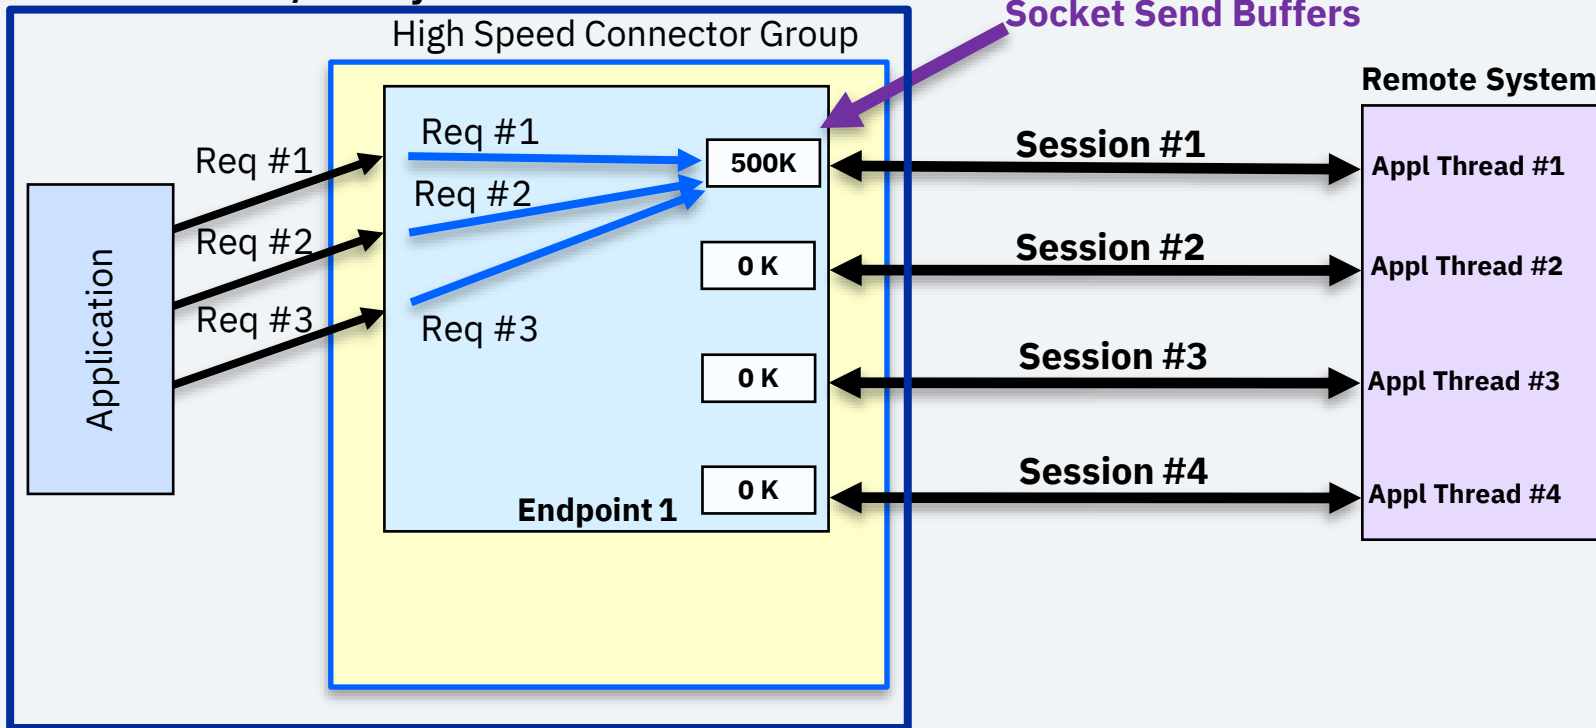 Socket Send Buffers
High Speed Connector Group
Remote System
Req #1
Req #1
500K
Session #1
Appl Thread #1
Req #2
Req #2
0 K
Session #2
Appl Thread #2
Application
Req #3
Req #3
0 K
Session #3
Appl Thread #3
0 K
Session #4
Appl Thread #4
Endpoint 1